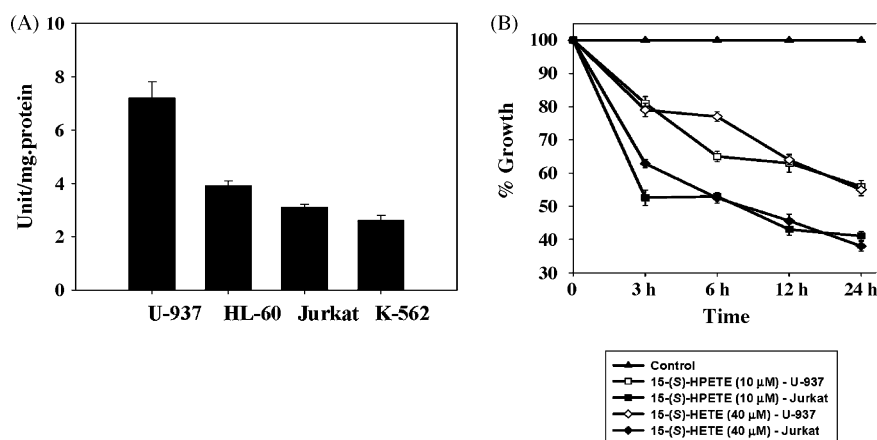 (A)
Unit/mg.protein
10
8
6
4
2
0
U-937 HL-60 Jurkat K-562
(B)
% Growth
100
90
80
70
60
50
40
30
0 3 h 6 h 12 h 24 h
Time
Control
15-(S)-HPETE (10 µM) - U-937
15-(S)-HPETE (10 µM) - Jurkat
15-(S)-HETE (40 µM) - U-937
15-(S)-HETE (40 µM) - Jurkat